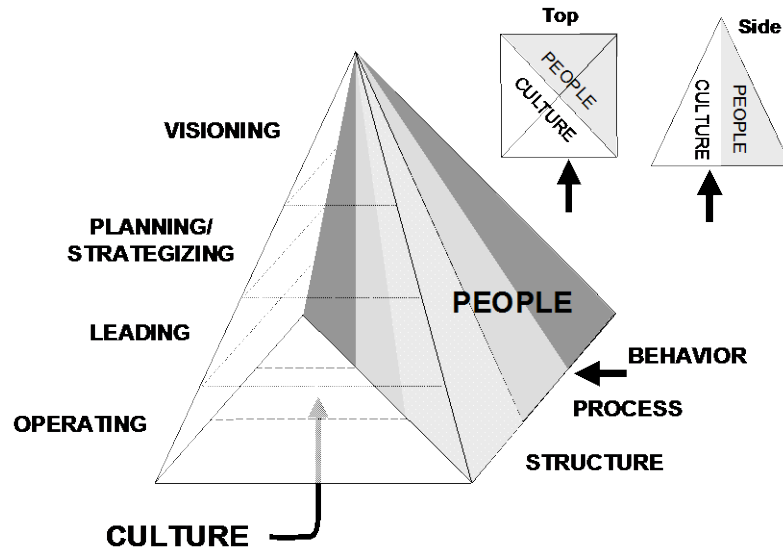 Top
Side
PEOPLE
CULTURE
CULTURE
PEOPLE
VISIONING
PLANNING/
STRATEGIZING
LEADING
OPERATING
PEOPLE
BEHAVIOR
PROCESS
STRUCTURE
CULTURE